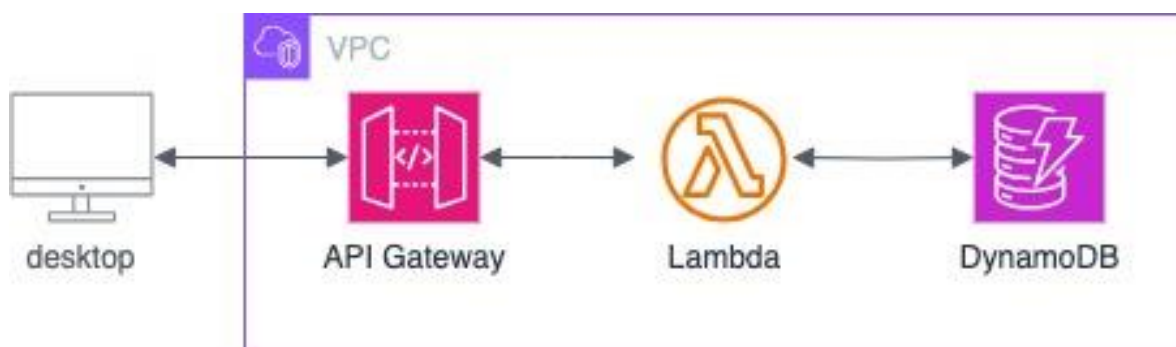 VPC
</>
desktop
API Gateway
Lambda
DynamoDB